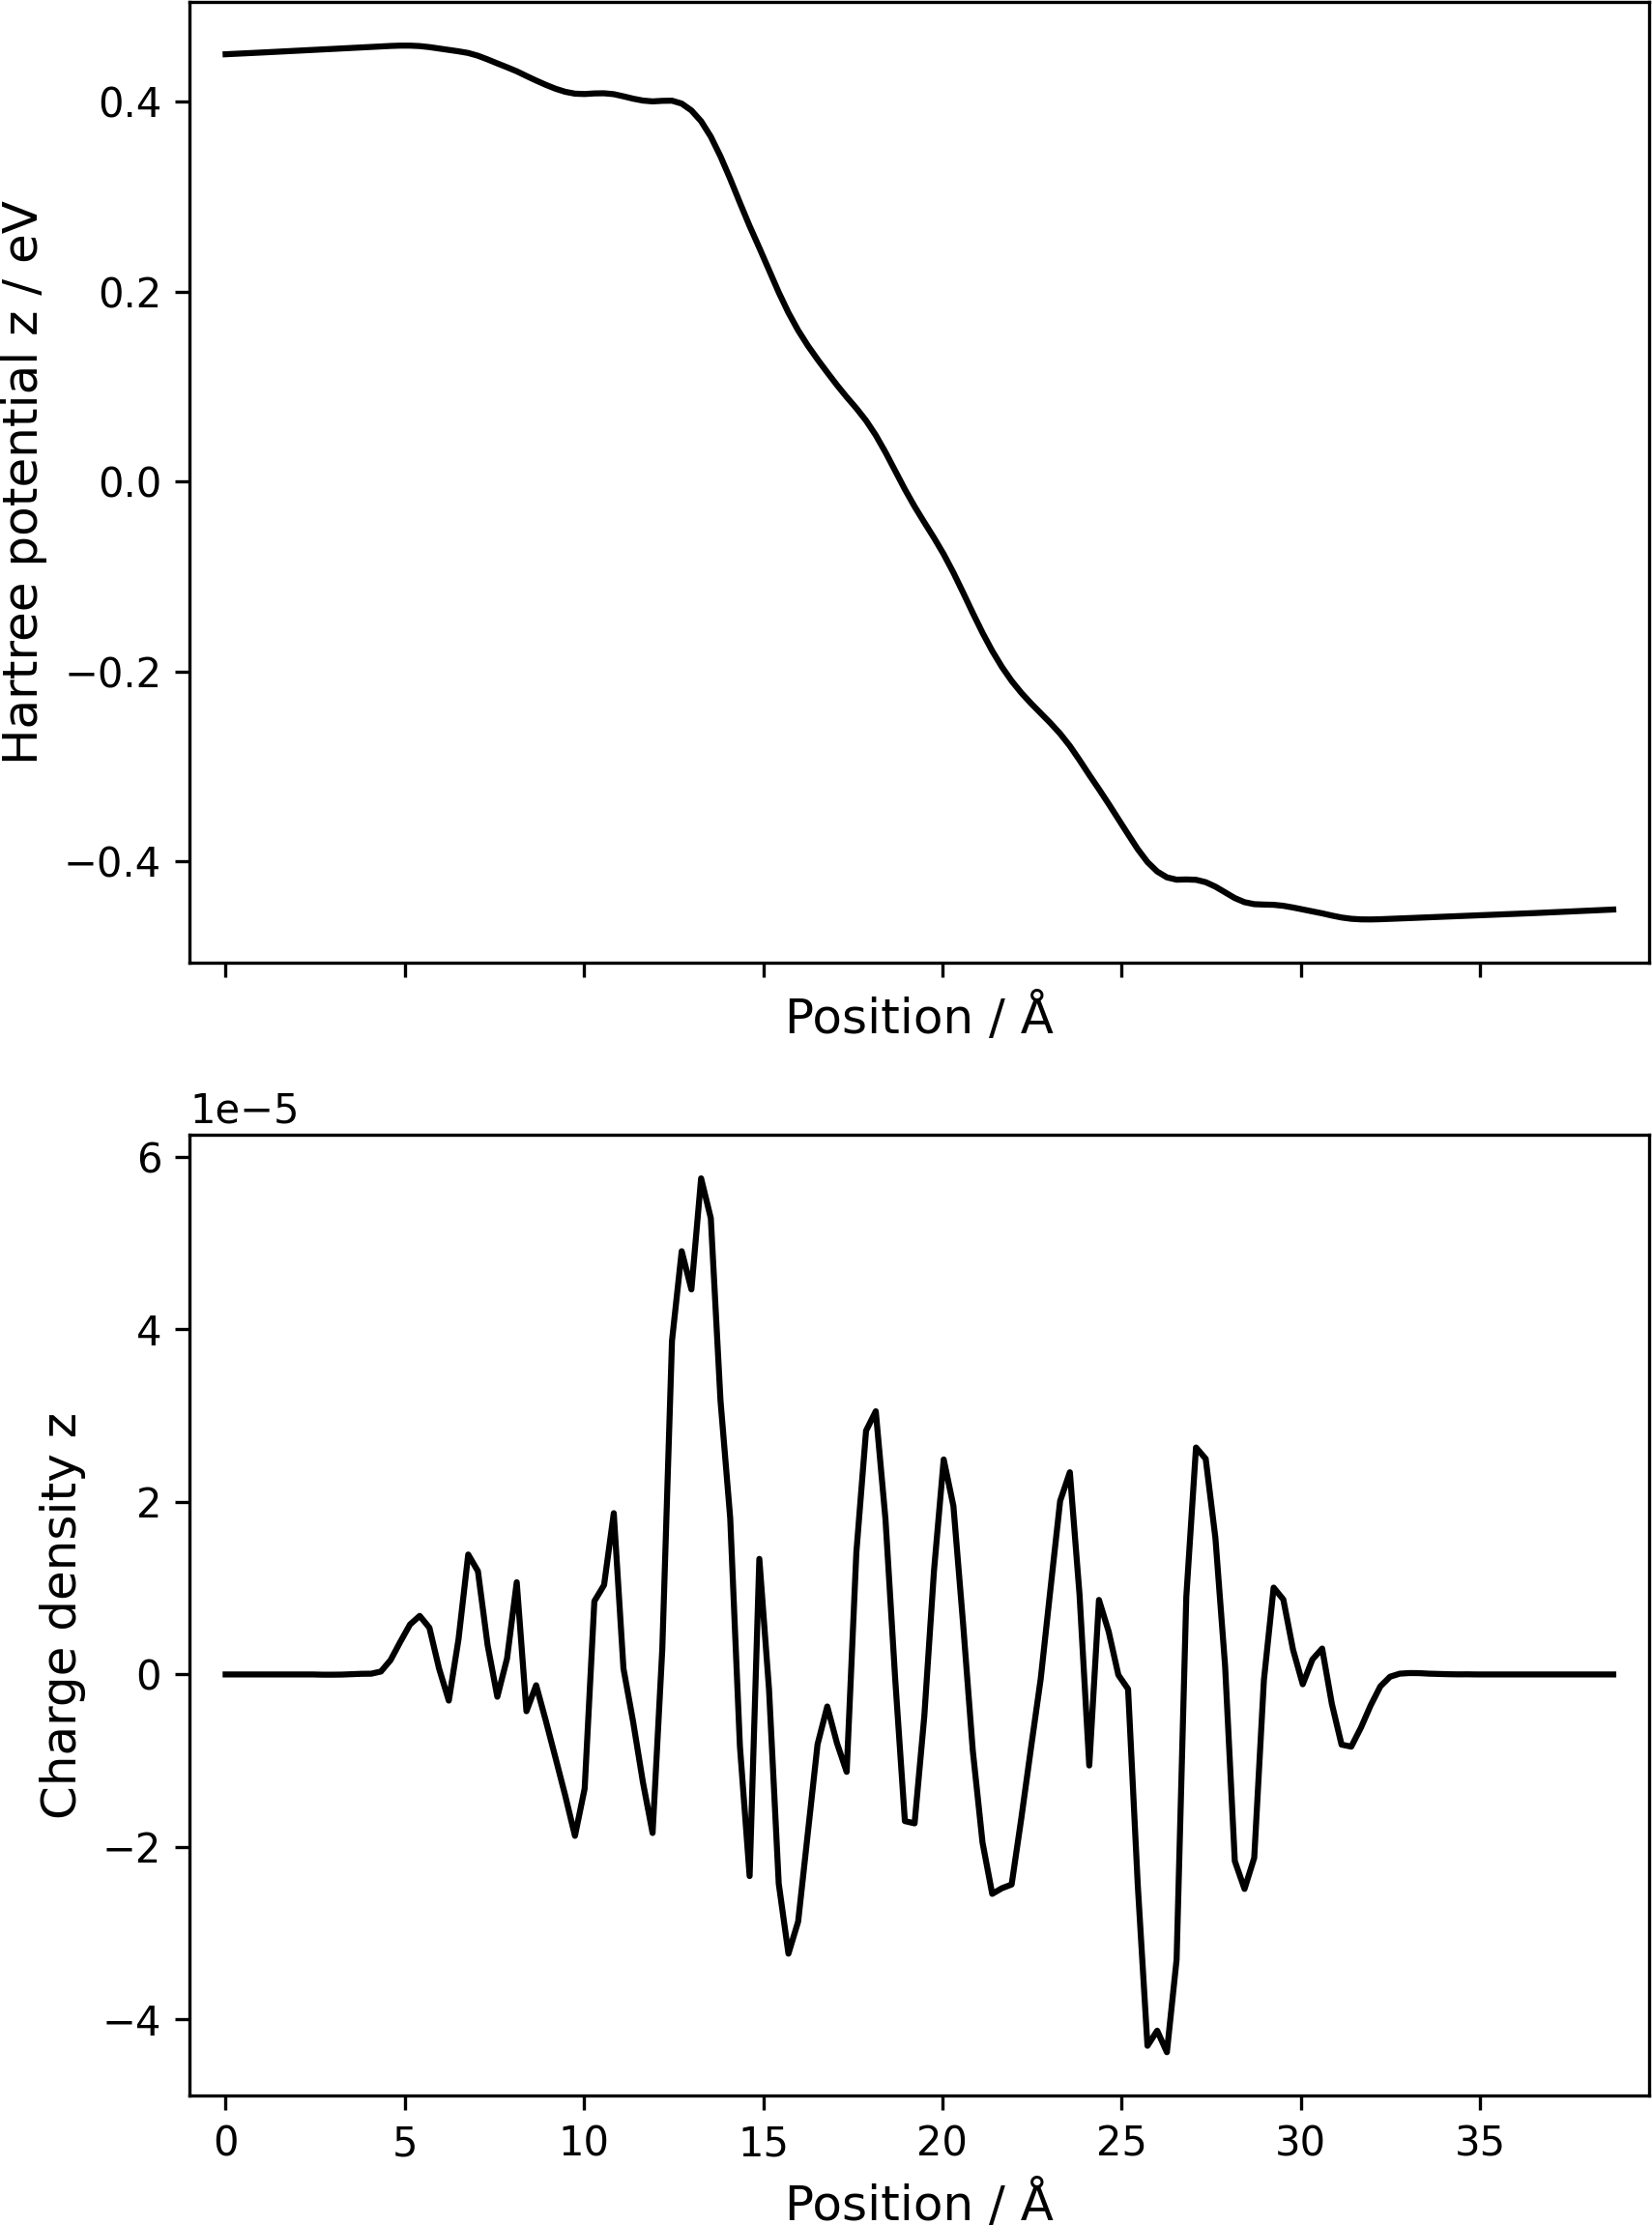 Hartree potential z / eV
0.4
0.2
0.0
−0.2
−0.4
Position / Å
1e−5
Charge density z
6
4
2
0
−2
−4
0 5 10 15 20 25 30 35
Position / Å